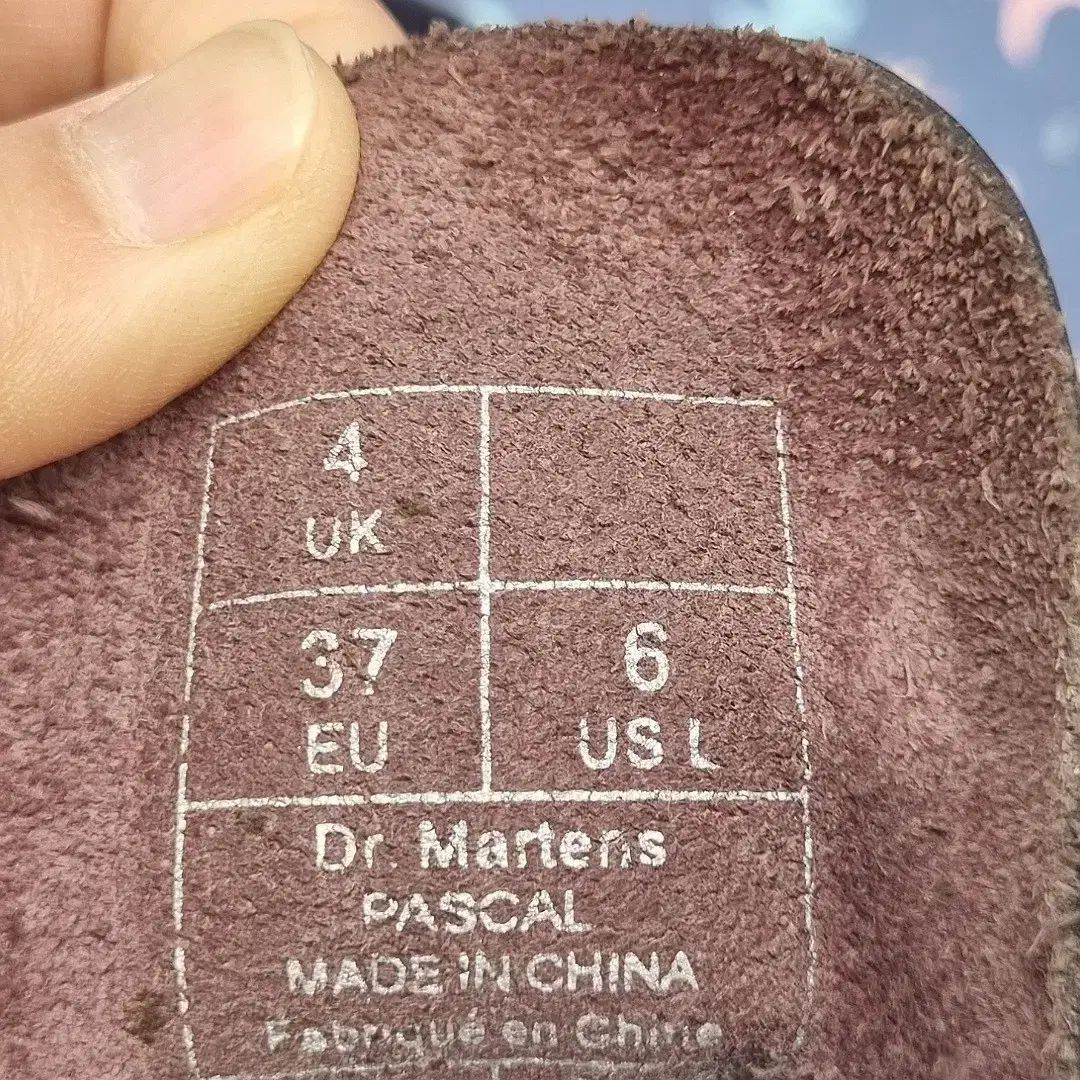 4
UK
37
EU
6
US L
Dr. Martens
PASCAL
MADE IN CHINA
Fabriqué en Chine